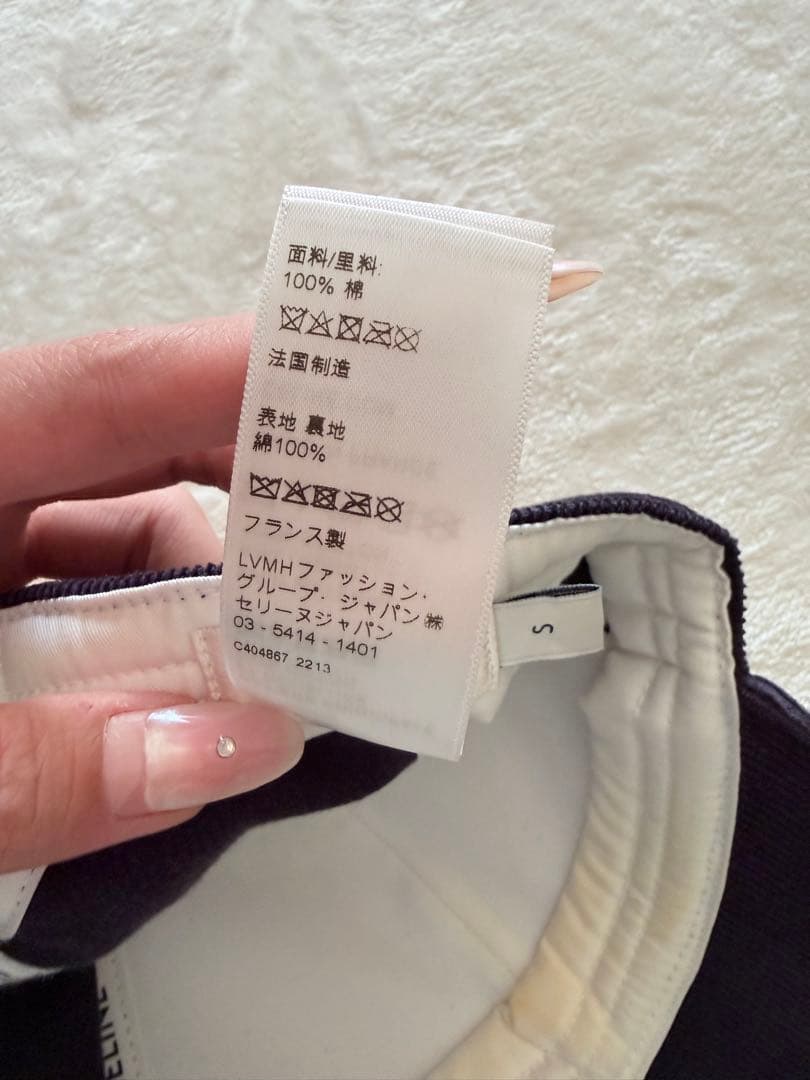 面料/里料:
100% 棉
法国制造
表地 裏地
綿100%
フランス製
LVMHファッション・
グループ・ジャパン㈱
セリーヌジャパン
03 - 5414 - 1401
C404867 2213
S
ELINE